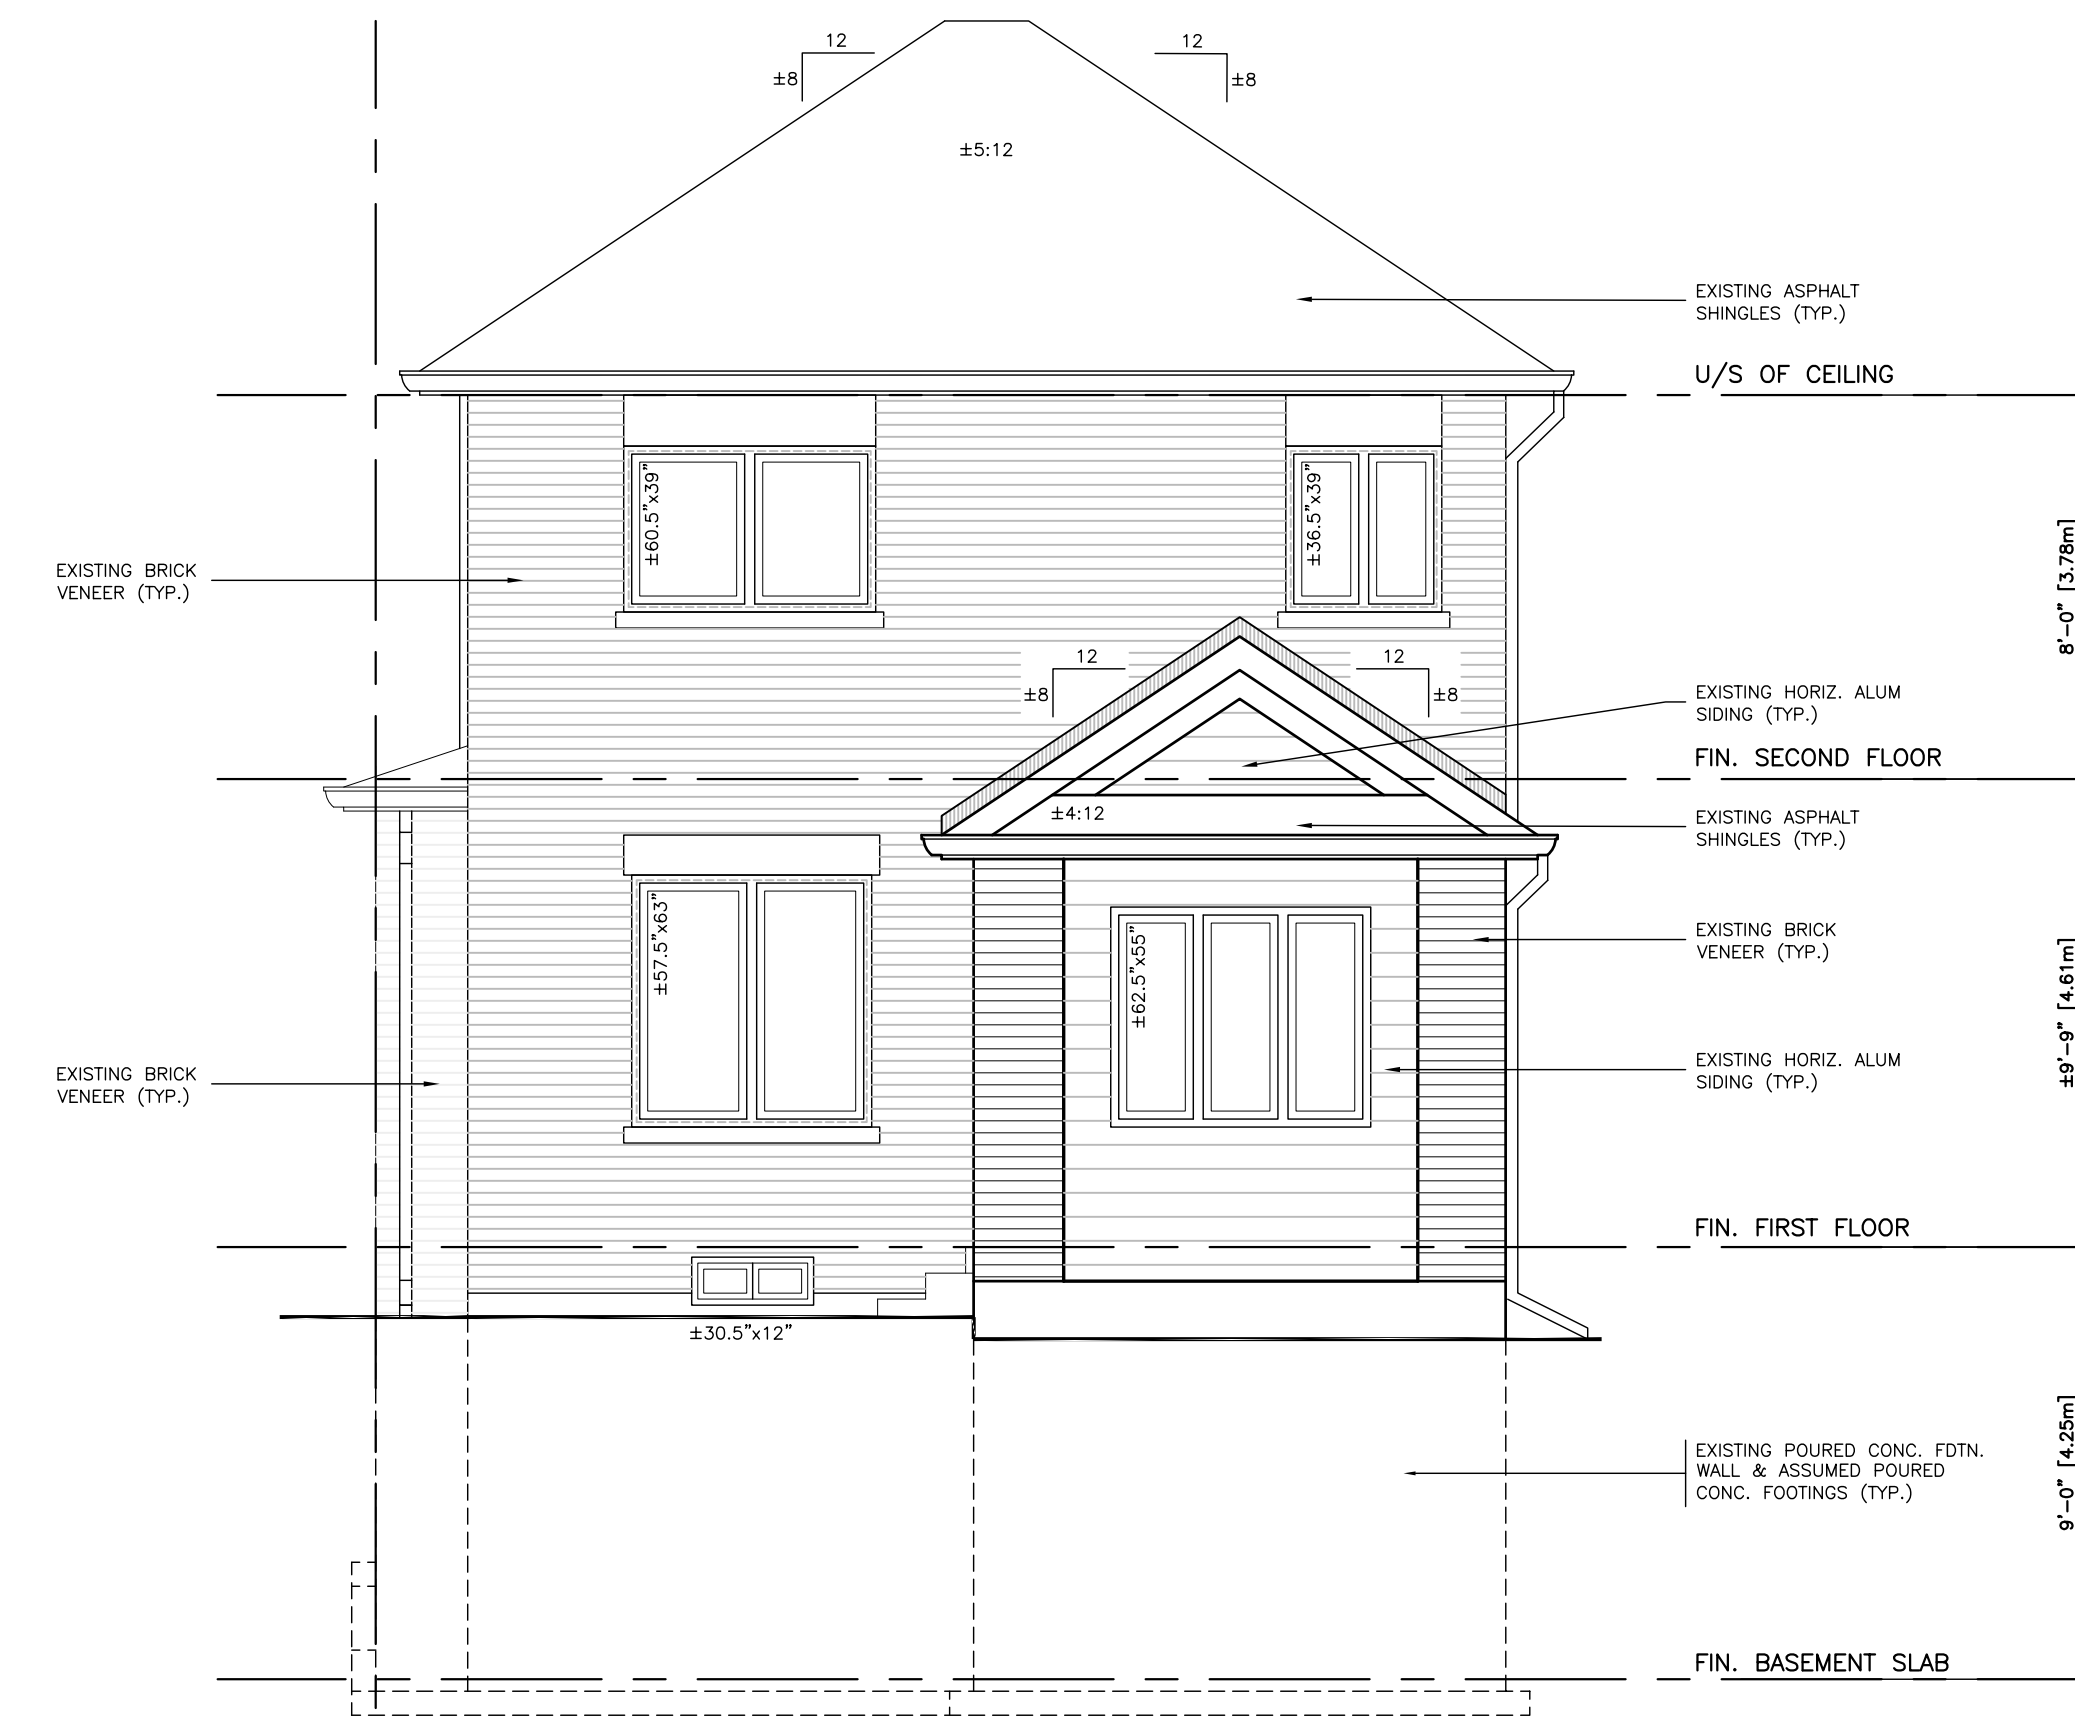 12
12
±8
±8
±5:12
EXISTING ASPHALT
SHINGLES (TYP.)
U/S OF CEILING
±60.5"x39"
±36.5"x39"
8'-0" [3.78m]
EXISTING BRICK
VENEER (TYP.)
12
12
±8
±8
EXISTING HORIZ. ALUM
SIDING (TYP.)
FIN. SECOND FLOOR
±4:12
EXISTING ASPHALT
SHINGLES (TYP.)
±57.5"x63"
±62.5"x55"
EXISTING BRICK
VENEER (TYP.)
±9'-9" [4.61m]
EXISTING HORIZ. ALUM
SIDING (TYP.)
EXISTING BRICK
VENEER (TYP.)
FIN. FIRST FLOOR
±30.5"x12"
EXISTING POURED CONC. FDTN.
WALL & ASSUMED POURED
CONC. FOOTINGS (TYP.)
9'-0" [4.25m]
FIN. BASEMENT SLAB